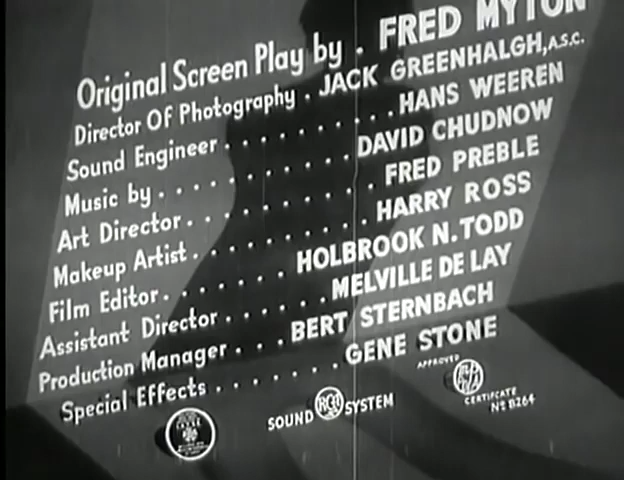 Original Screen Play by . FRED MYTON
Director Of Photography . JACK GREENHALGH, A.S.C.
Sound Engineer . . . . . . . . . . HANS WEEREN
Music by . . . . . . . . . . . DAVID CHUDNOW
Art Director . . . . . . . . . . . FRED PREBLE
Makeup Artist . . . . . . . . . . HARRY ROSS
Film Editor . . . . . . . HOLBROOK N. TODD
Assistant Director . . . . . . MELVILLE DE LAY
Production Manager . . . BERT STERNBACH
Special Effects . . . . . . . GENE STONE
SOUND RCA SYSTEM
APPROVED
CERTIFICATE
No 8264